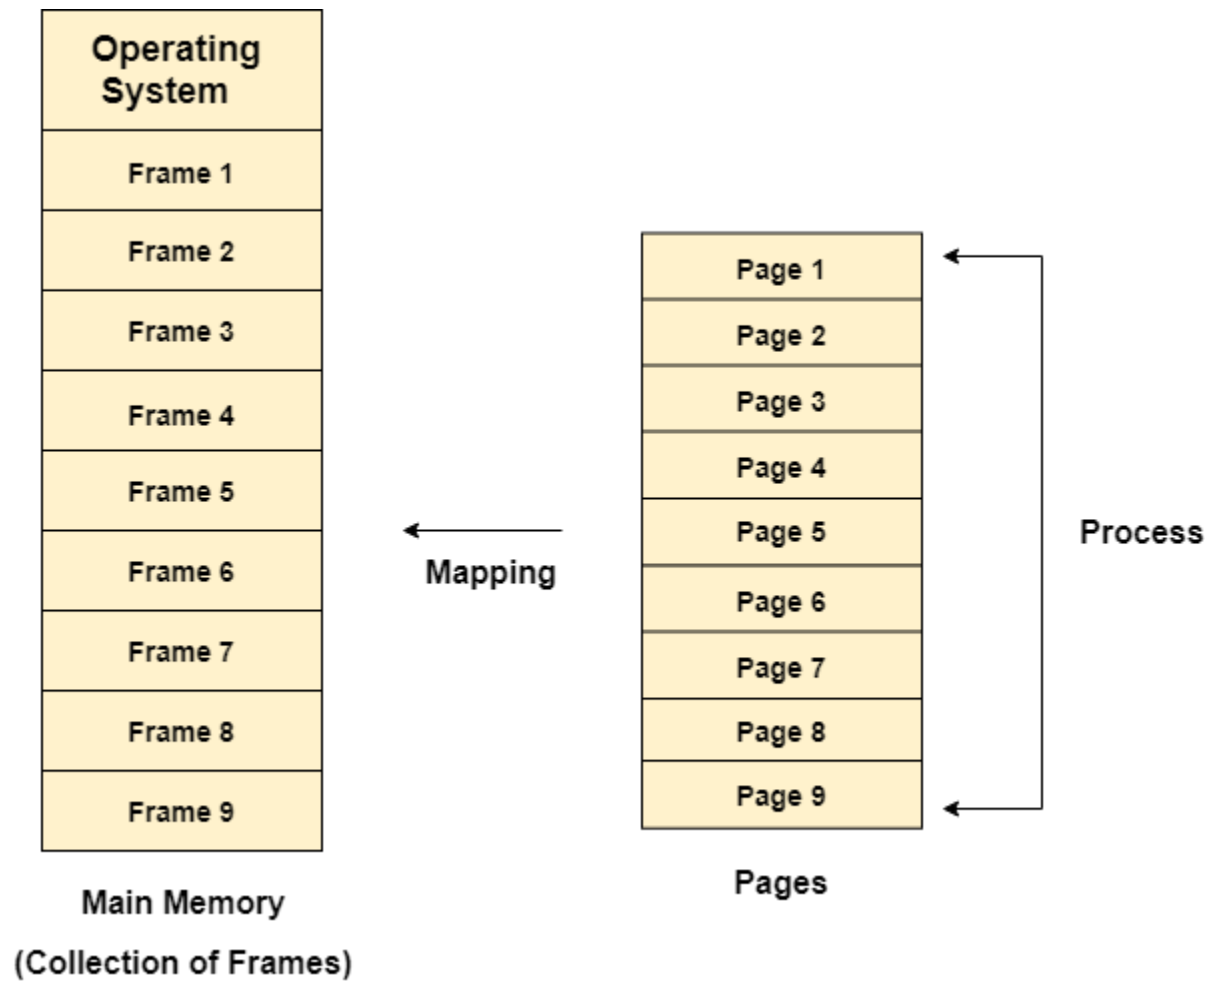 Operating
System
Frame 1
Frame 2
Frame 3
Frame 4
Frame 5
Frame 6
Frame 7
Frame 8
Frame 9
Main Memory
(Collection of Frames)
Mapping
Page 1
Page 2
Page 3
Page 4
Page 5
Page 6
Page 7
Page 8
Page 9
Pages
Process